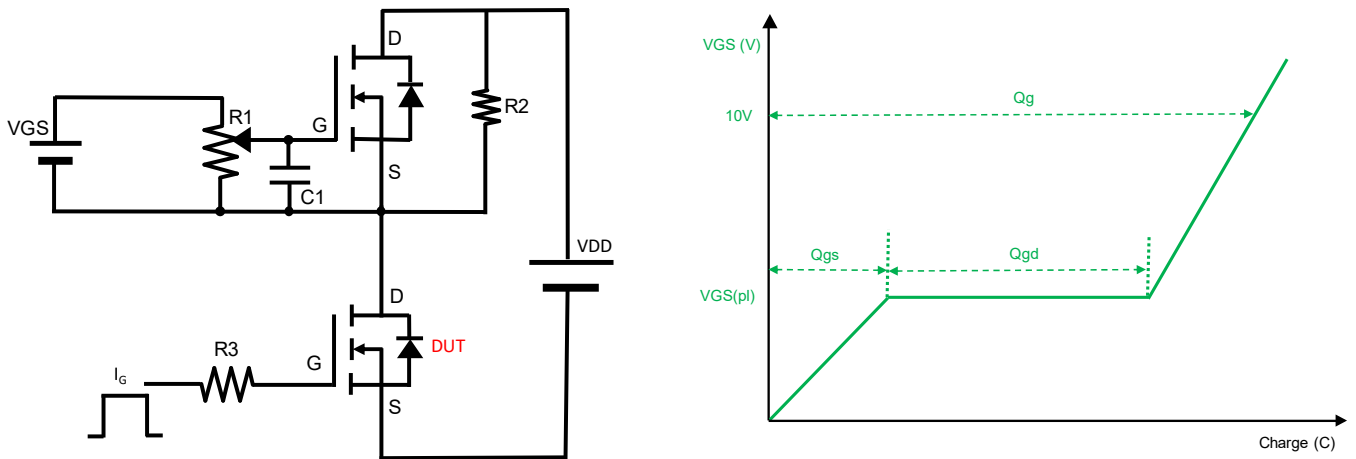 D
R1
VGS
G
R2
C1
S
VDD
D
R3
G
DUT
IG
S
VGS (V)
Qg
10V
Qgs
Qgd
VGS(pl)
Charge (C)